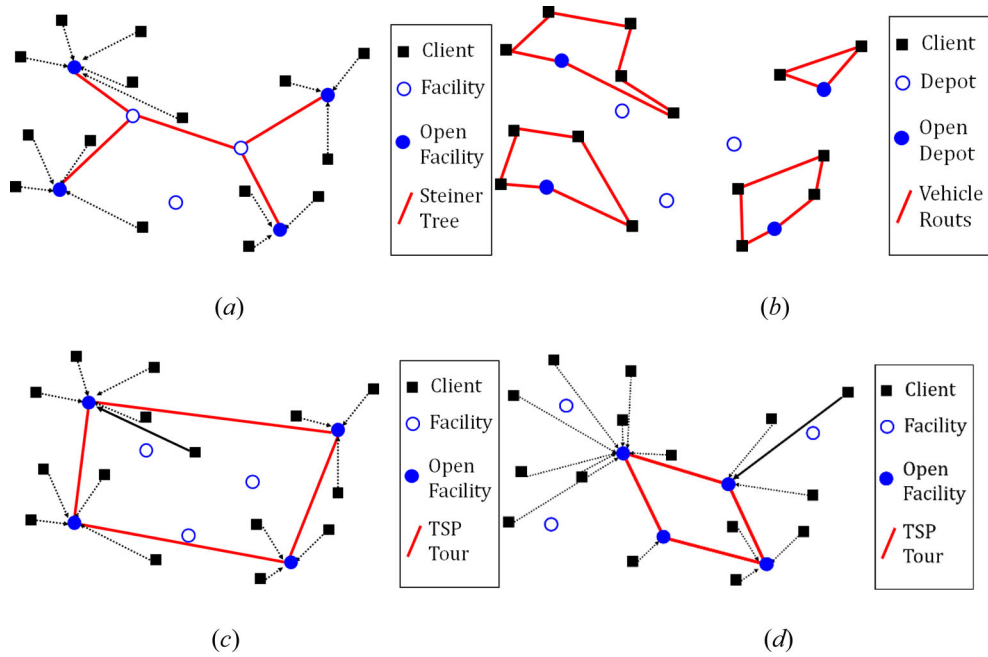 Client
Facility
Open
Facility
Steiner
Tree
(a)
Client
Depot
Open
Depot
Vehicle
Routs
(b)
Client
Facility
Open
Facility
TSP
Tour
(c)
Client
Facility
Open
Facility
TSP
Tour
(d)